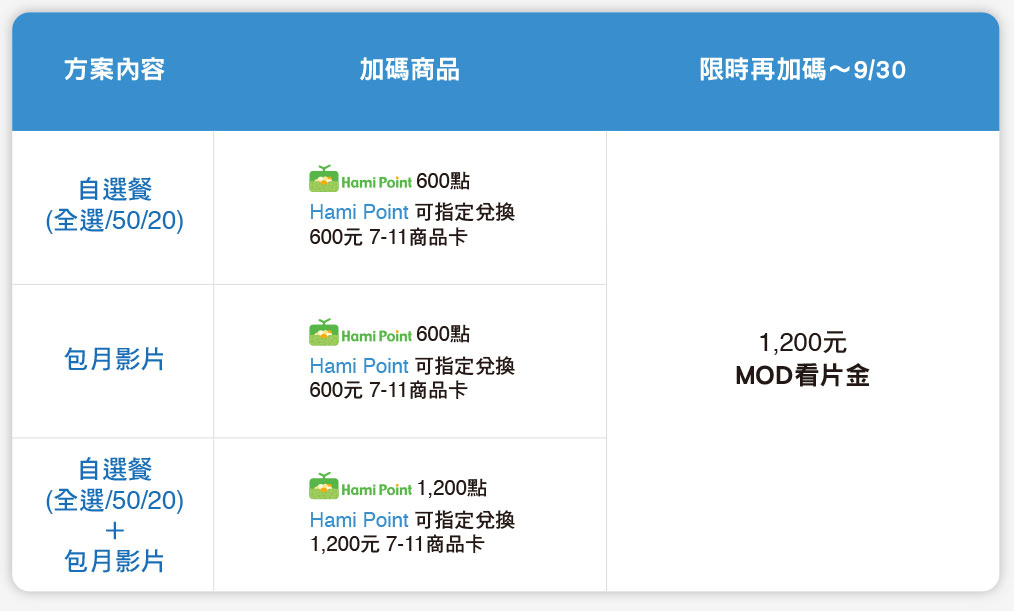 方案內容
加碼商品
限時再加碼～9/30
自選餐
(全選/50/20)
Hami Point 600點
Hami Point 可指定兌換
600元 7-11商品卡
包月影片
Hami Point 600點
Hami Point 可指定兌換
600元 7-11商品卡
自選餐
(全選/50/20)
＋
包月影片
Hami Point 1,200點
Hami Point 可指定兌換
1,200元 7-11商品卡
1,200元
MOD看片金